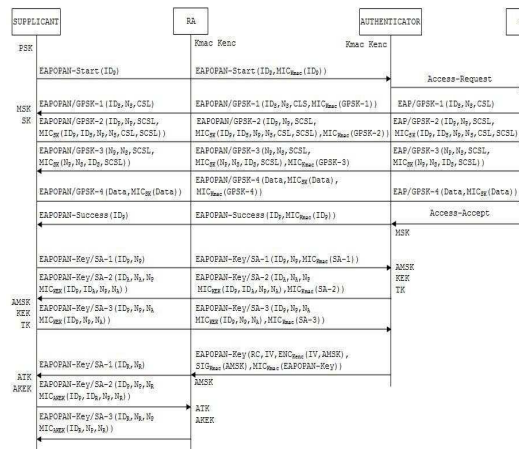 SUPPLICANT RA AUTHENTICATOR
PSK Kmac Kenc Kmac Kenc
EAPOPAN-Start(IDP) EAPOPAN-Start(IDP,MICKmac(IDP))
Access-Request
EAPOPAN/GPSK-1(IDS,NS,CSL) EAPOPAN/GPSK-1(IDS,NS,CLS,MICKmac(GPSK-1)) EAP/GPSK-1(IDS,NS,CSL)
MSK
SK
EAPOPAN/GPSK-2(IDP,NP,SCSL, EAPOPAN/GPSK-2(IDP,NP,SCSL, EAP/GPSK-2(IDP,NP,SCSL,
MICSK(IDP,IDS,NP,NS,CSL,SCSL)) MICSK(IDP,IDS,NP,NS,CSL,SCSL),MICKmac(GPSK-2)) MICSK(IDP,IDS,NP,NS,CSL,SCSL)
EAPOPAN/GPSK-3(NP,NS,SCSL, EAPOPAN/GPSK-3(NP,NS,SCSL, EAP/GPSK-3(NP,NS,SCSL,
MICSK(NP,NS,IDS,SCSL) MICSK(NP,NS,IDS,SCSL),MICKmac(GPSK-3) MICSK(NP,NS,IDS,SCSL))
EAPOPAN/GPSK-4(Data,MICSK(Data)) EAPOPAN/GPSK-4(Data,MICSK(Data), EAP/GPSK-4(Data,MICSK(Data))
MICKmac(GPSK-4))
EAPOPAN-Success(IDP) EAPOPAN-Success(IDP,MICKmac(IDP)) Access-Accept
MSK
EAPOPAN-Key/SA-1(IDP,NP) EAPOPAN-Key/SA-1(IDP,NP,MICKmac(SA-1))
AMSK
KEK
TK
EAPOPAN-Key/SA-2(IDP,NA,NP EAPOPAN-Key/SA-2(IDP,NA,NP
MICKEK(IDP,IDA,NP,NA)) MICKEK(IDP,IDA,NP,NA),MICKmac(SA-2))
AMSK
KEK
TK
EAPOPAN-Key/SA-3(IDP,NP,NA EAPOPAN-Key/SA-3(IDP,NP,NA
MICKEK(IDP,NP,NA)) MICKEK(IDP,NP,NA),MICKmac(SA-3))
EAPOPAN-Key(RC,IV,ENCKenc(IV,AMSK),
SIGKmac(AMSK),MICKmac(EAPOPAN-Key))
EAPOPAN-Key/SA-1(IDR,NR)
AMSK
ATK
AKEK
EAPOPAN-Key/SA-2(IDP,NP,NR
MICAKEK(IDP,IDR,NP,NR))
ATK
AKEK
EAPOPAN-Key/SA-3(IDR,NR,NP
MICAKEK(IDR,NP,NR))